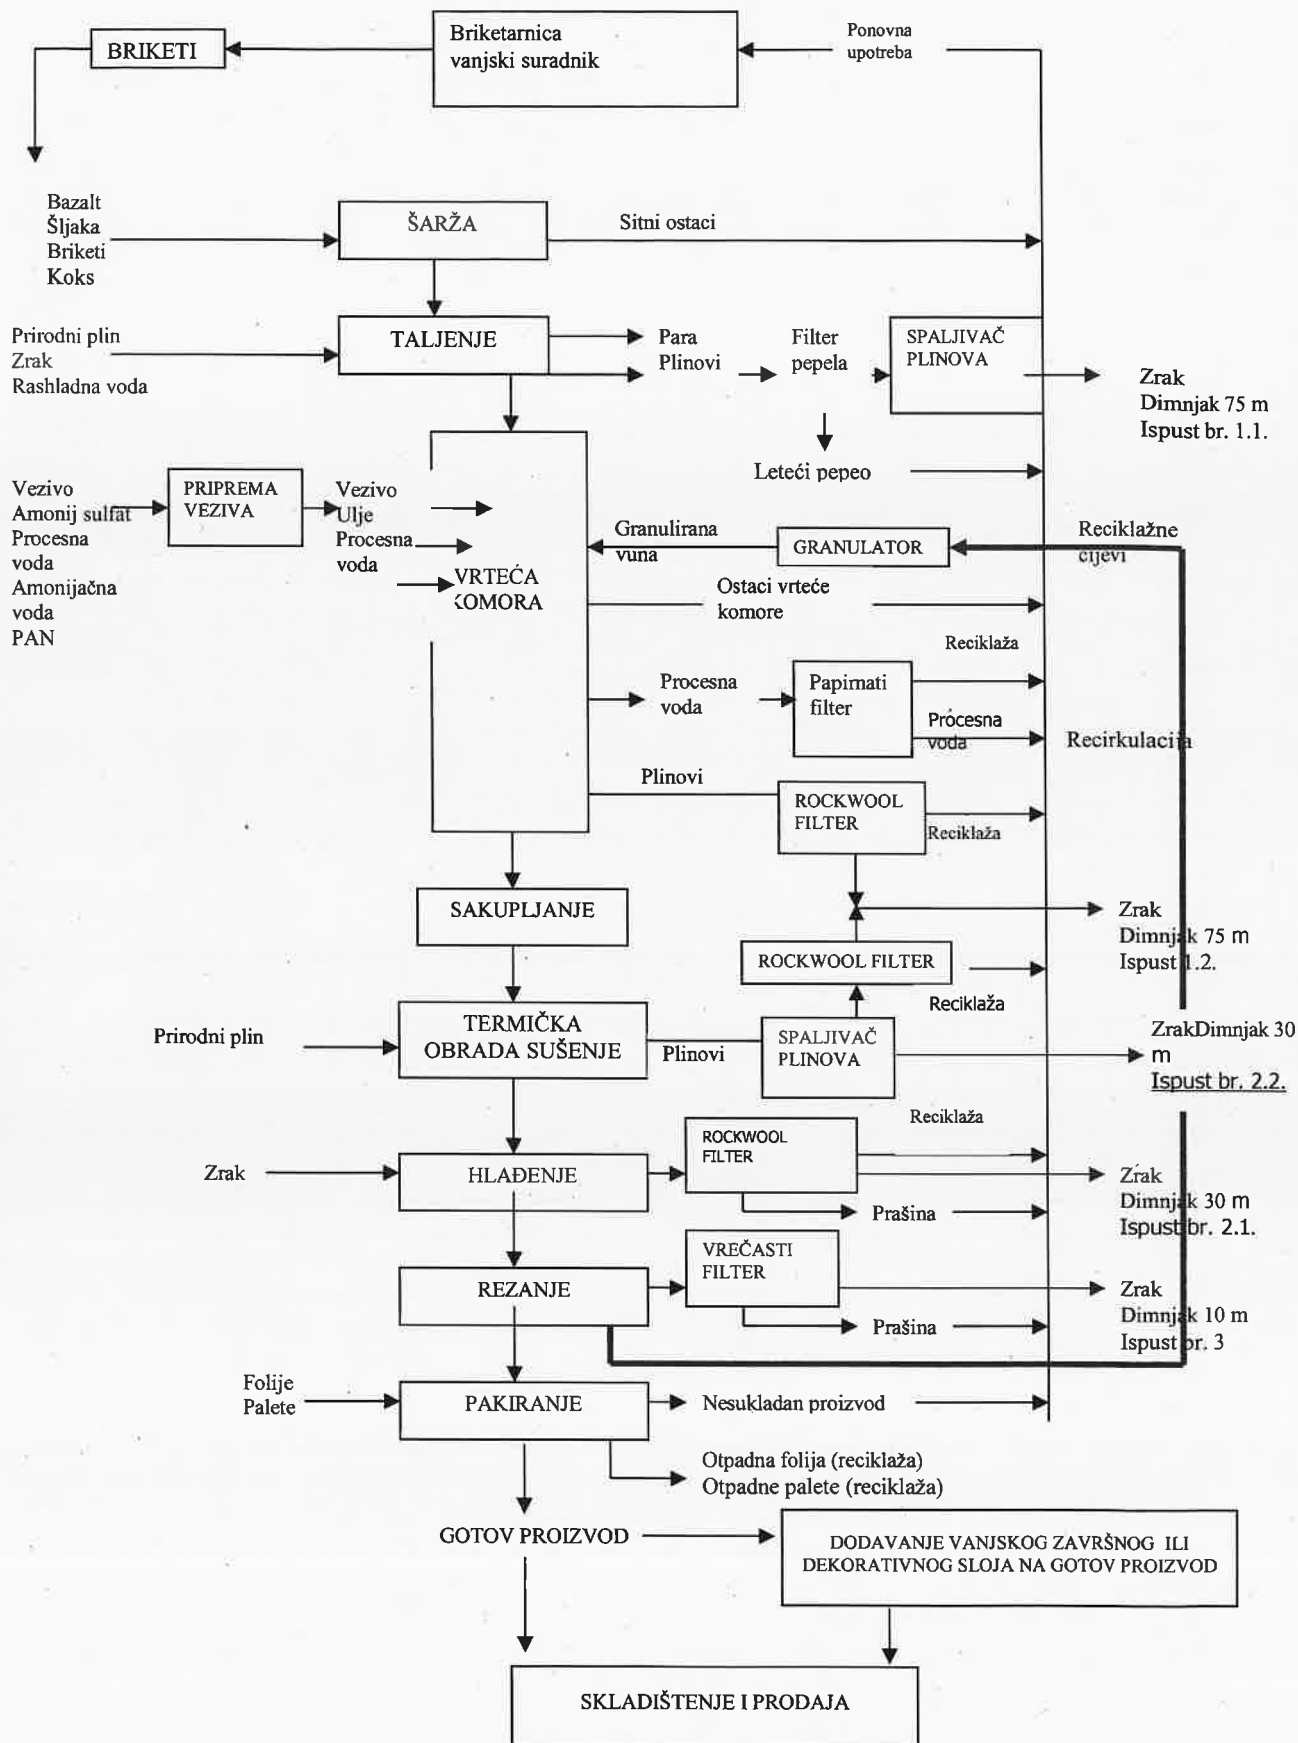 BRIKETI
Briketarnica
vanjski suradnik
Ponovna
upotreba
Bazalt
Šljaka
Briketi
Koks
ŠARŽA
Sitni ostaci
Prirodni plin
Zrak
Rashladna voda
TALJENJE
Para
Plinovi
Filter
pepela
SPALJIVAČ
PLINOVA
Zrak
Dimnjak 75 m
Ispust br. 1.1.
Leteći pepeo
Vezivo
Amonij sulfat
Procesna
voda
Amonijačna
voda
PAN
PRIPREMA
VEZIVA
Vezivo
Ulje
Procesna
voda
VRTEĆA
KOMORA
Granulirana
vuna
GRANULATOR
Reciklažne
cijevi
Ostaci vrteće
komore
Reciklaža
Procesna
voda
Papirnati
filter
Procesna
voda
Recirkulacija
Plinovi
ROCKWOOL
FILTER
Reciklaža
SAKUPLJANJE
Zrak
Dimnjak 75 m
Ispust 1.2.
ROCKWOOL FILTER
Reciklaža
Prirodni plin
TERMIČKA
OBRADA SUŠENJE
Plinovi
SPALJIVAČ
PLINOVA
ZrakDimnjak 30
m
Ispust br. 2.2.
Reciklaža
Zrak
HLAĐENJE
ROCKWOOL
FILTER
Prašina
Zrak
Dimnjak 30 m
Ispust br. 2.1.
REZANJE
VREČASTI
FILTER
Prašina
Zrak
Dimnjak 10 m
Ispust br. 3
Folije
Palete
PAKIRANJE
Nesukladan proizvod
Otpadna folija (reciklaža)
Otpadne palete (reciklaža)
GOTOV PROIZVOD
DODAVANJE VANJSKOG ZAVRŠNOG ILI
DEKORATIVNOG SLOJA NA GOTOV PROIZVOD
SKLADIŠTENJE I PRODAJA